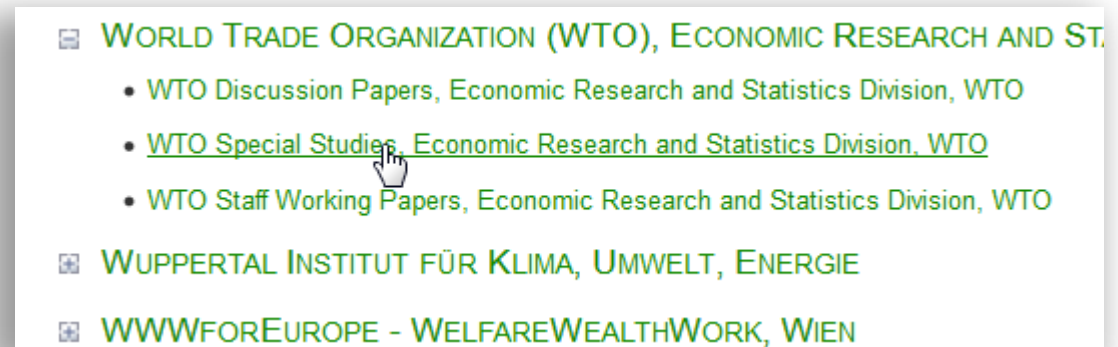 WORLD TRADE ORGANIZATION (WTO), ECONOMIC RESEARCH AND
WTO Discussion Papers, Economic Research and Statistics Division, WTO
WTO Special Studies, Economic Research and Statistics Division, WTO
WTO Staff Working Papers, Economic Research and Statistics Division, WTO
WUPPERTAL INSTITUT FÜR KLIMA, UMWELT, ENERGIE
WWWFOREUROPE - WELFAREWEALTHWORK, WIEN